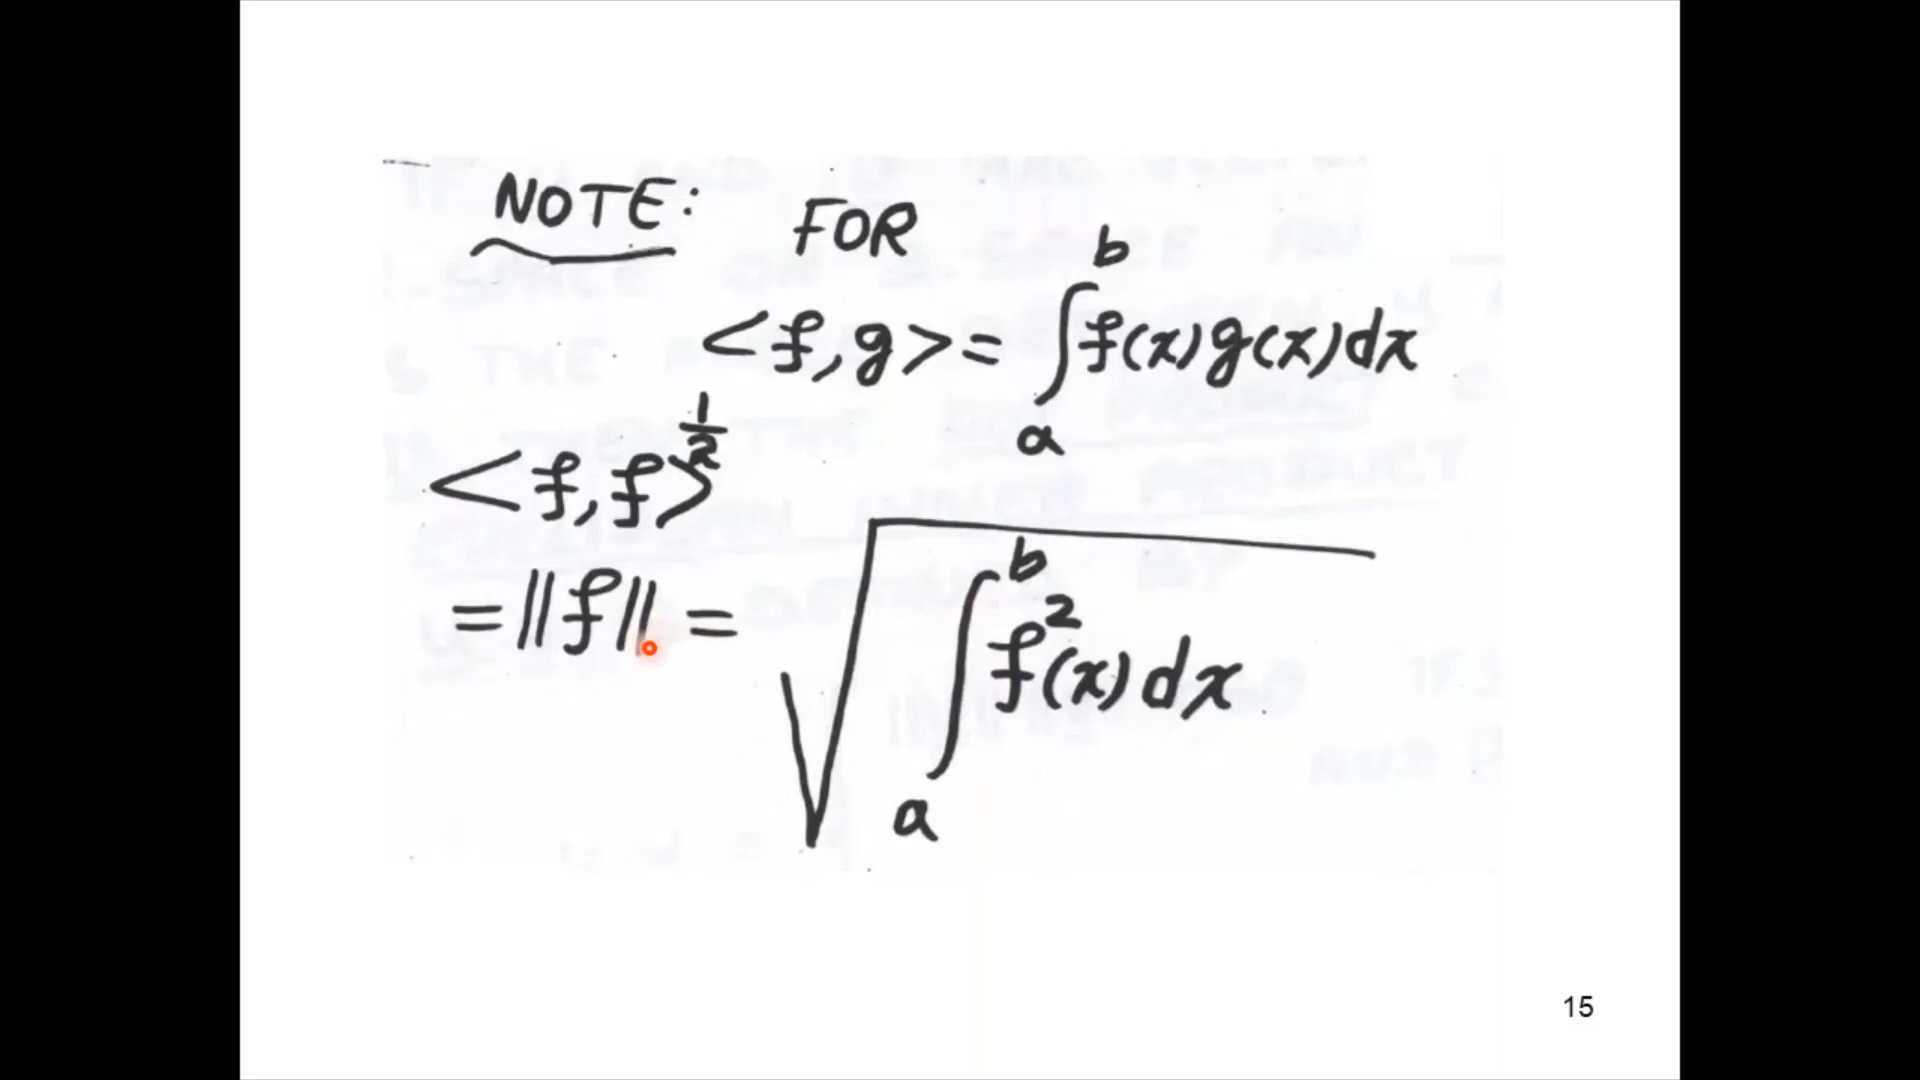 NOTE: FOR
<f,g> = ∫_a^b f(x)g(x)dx
<f,f>^{1/2}
= ||f|| = √(∫_a^b f²(x)dx)
15